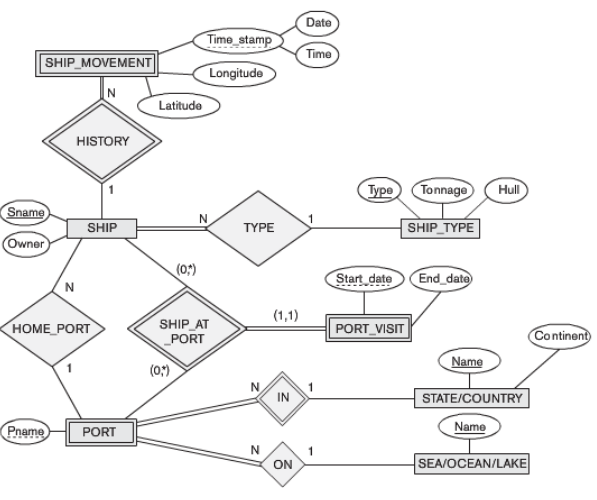 Date
Time_stamp
Time
SHIP_MOVEMENT
Longitude
N
Latitude
HISTORY
1
Sname
SHIP
N
TYPE
1
Type
Tonnage
Hull
SHIP_TYPE
Owner
(0,*)
Start_date
End_date
N
HOME_PORT
SHIP_AT
_PORT
(1,1)
PORT_VISIT
Continent
1
(0,*)
Name
N
IN
1
STATE/COUNTRY
Pname
PORT
Name
N
ON
1
SEA/OCEAN/LAKE